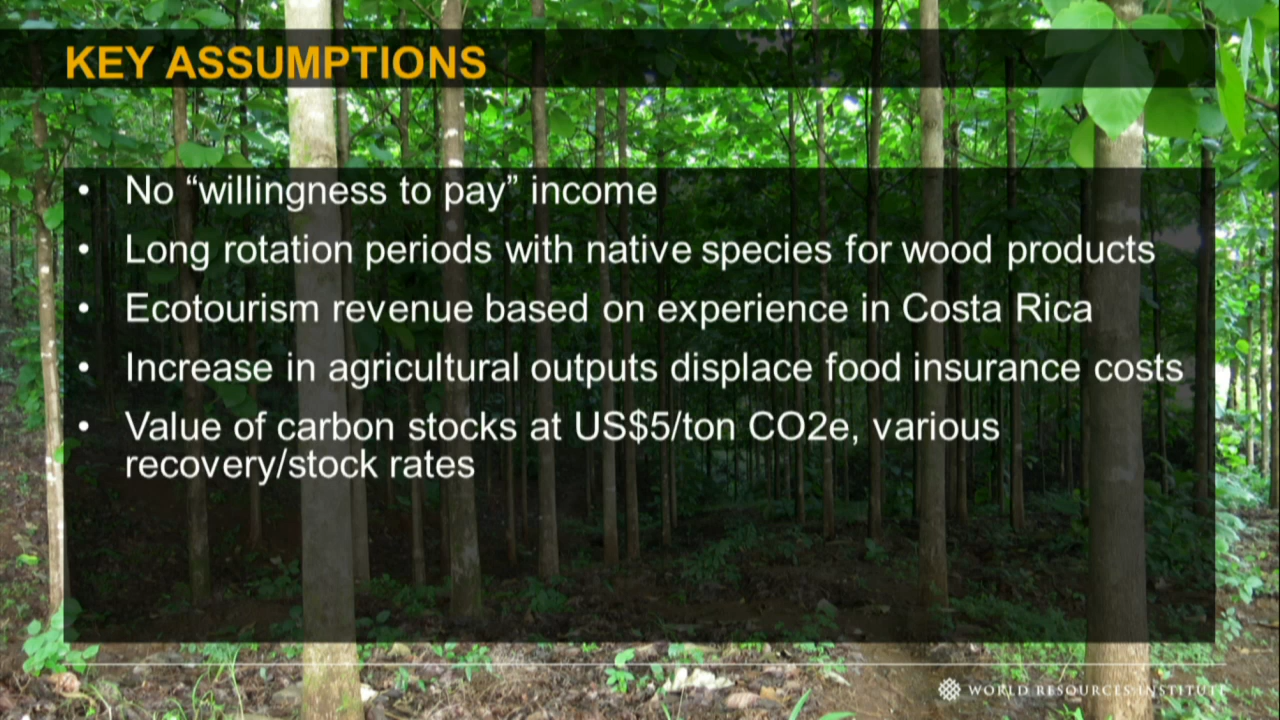 KEY ASSUMPTIONS
• No “willingness to pay” income
• Long rotation periods with native species for wood products
• Ecotourism revenue based on experience in Costa Rica
• Increase in agricultural outputs displace food insurance costs
• Value of carbon stocks at US$5/ton CO2e, various
recovery/stock rates
WORLD RESOURCES INSTITUTE